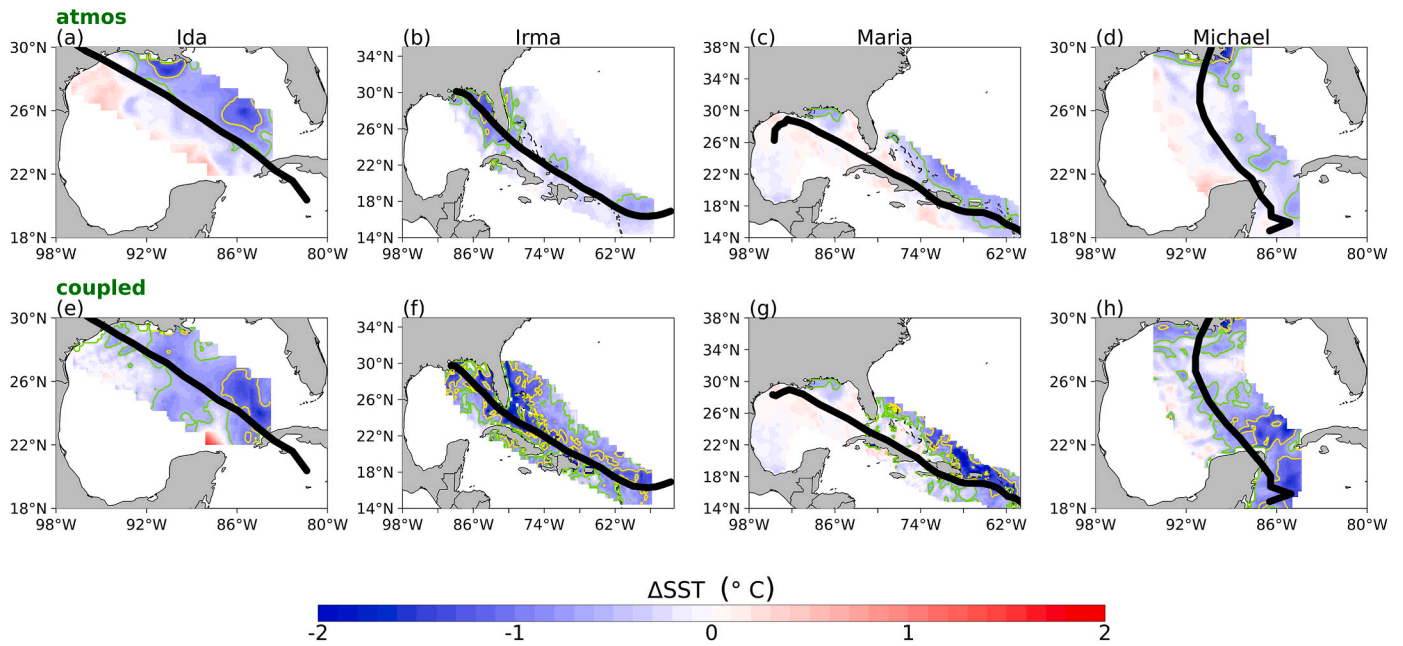 atmos
(a) Ida (b) Irma (c) Maria (d) Michael
30°N 34°N 38°N 30°N
30°N 34°N
26°N 26°N 30°N 26°N
26°N
22°N 22°N 22°N 22°N
18°N 18°N
18°N 14°N 14°N 18°N
98°W 92°W 86°W 80°W 98°W 86°W 74°W 62°W 98°W 86°W 74°W 62°W 98°W 92°W 86°W 80°W
coupled
(e) (f) (g) (h)
30°N 34°N 38°N 30°N
30°N 34°N
26°N 26°N 30°N 26°N
26°N
22°N 22°N 22°N 22°N
18°N 18°N
18°N 14°N 14°N 18°N
98°W 92°W 86°W 80°W 98°W 86°W 74°W 62°W 98°W 86°W 74°W 62°W 98°W 92°W 86°W 80°W
ΔSST (° C)
-2 -1 0 1 2